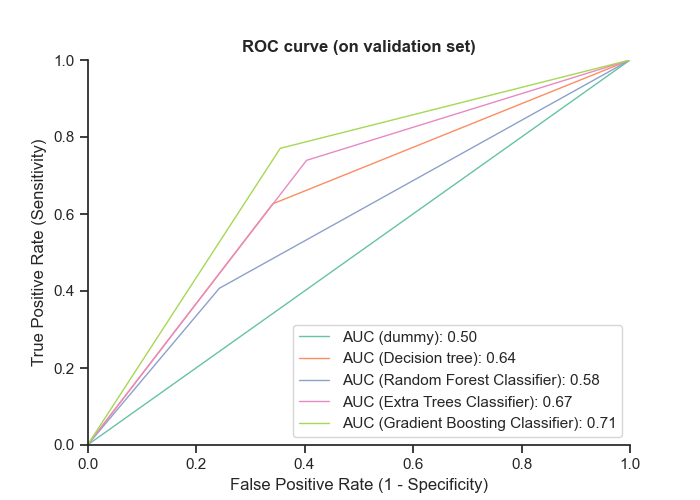 ROC curve (on validation set)
1.0
0.8
0.6
0.4
0.2
0.0
True Positive Rate (Sensitivity)
AUC (dummy): 0.50
AUC (Decision tree): 0.64
AUC (Random Forest Classifier): 0.58
AUC (Extra Trees Classifier): 0.67
AUC (Gradient Boosting Classifier): 0.71
0.0 0.2 0.4 0.6 0.8 1.0
False Positive Rate (1 - Specificity)